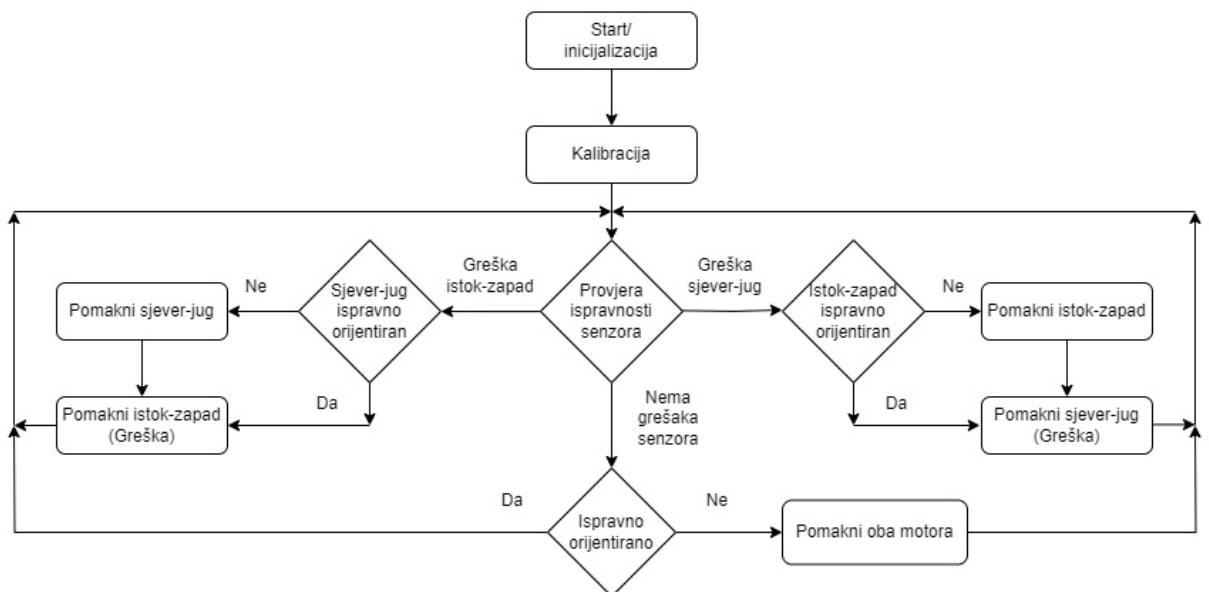 Start/
inicijalizacija
Kalibracija
Greška
istok-zapad
Greška
sjever-jug
Ne
Sjever-jug
ispravno
orijentiran
Provjera
ispravnosti
senzora
Istok-zapad
ispravno
orijentiran
Ne
Pomakni sjever-jug
Pomakni istok-zapad
Da
Nema
grešaka
senzora
Da
Pomakni istok-zapad
(Greška)
Pomakni sjever-jug
(Greška)
Da
Ispravno
orijentirano
Ne
Pomakni oba motora